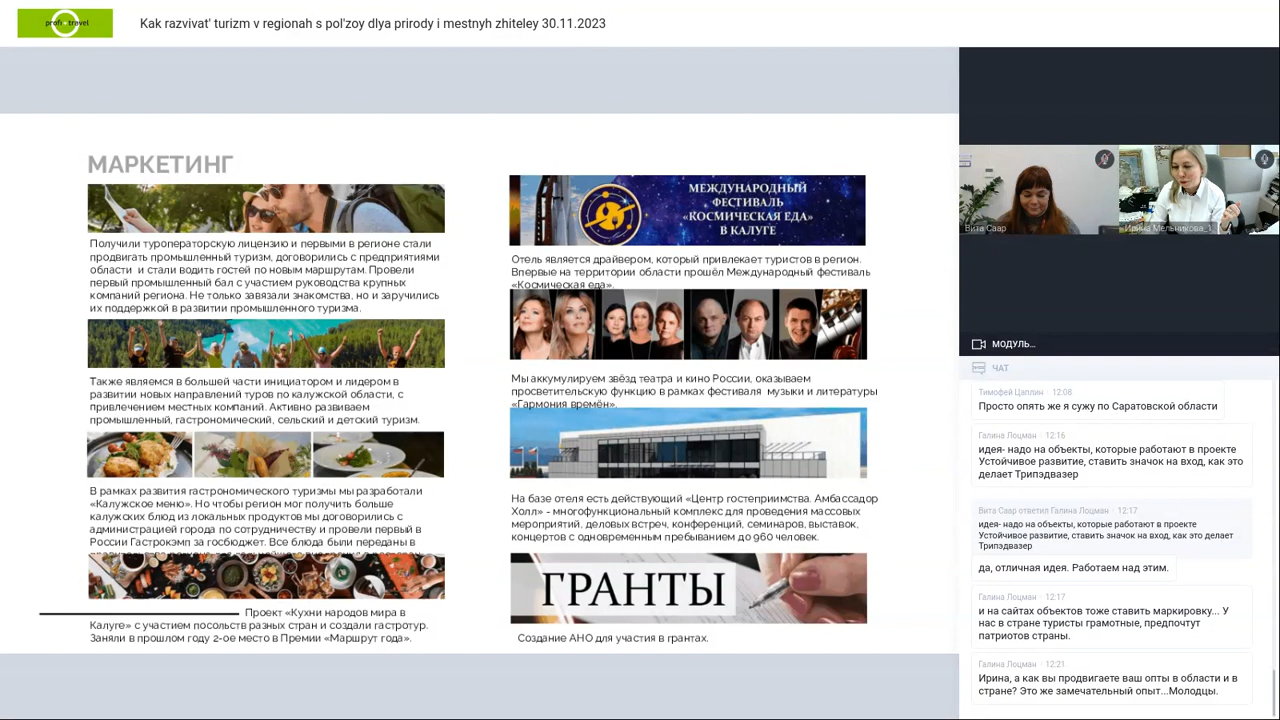 profi travel
Kak razvivat' turizm v regionah s pol'zoy dlya prirody i mestnyh zhiteley 30.11.2023
МАРКЕТИНГ
Получили туроператорскую лицензию и первыми в регионе стали
продвигать промышленный туризм, договорились с предприятиями
области и стали водить гостей по новым маршрутам. Провели
первый промышленный бал с участием руководства крупных
компаний региона. Не только завязали знакомства, но и заручились
их поддержкой в развитии промышленного туризма.
Также являемся в большей части инициатором и лидером в
развитии новых направлений туров по калужской области, с
привлечением местных компаний. Активно развиваем
промышленный, гастрономический, сельский и детский туризм.
В рамках развития гастрономического туризмы мы разработали
«Калужское меню». Но чтобы регион мог получить больше
калужских блюд из локальных продуктов мы договорились с
администрацией города по сотрудничеству и провели первый в
России Гастрокэмп за госбюджет. Все блюда были переданы в
Проект «Кухни народов мира в
Калуге» с участием посольств разных стран и создали гастротур.
Заняли в прошлом году 2-ое место в Премии «Маршрут года».
МЕЖДУНАРОДНЫЙ
ФЕСТИВАЛЬ
«КОСМИЧЕСКАЯ ЕДА»
В КАЛУГЕ
Отель является драйвером, который привлекает туристов в регион.
Впервые на территории области прошёл Международный фестиваль
«Космическая еда».
Мы аккумулируем звёзд театра и кино России, оказываем
просветительскую функцию в рамках фестиваля музыки и литературы
«Гармония времён».
На базе отеля есть действующий «Центр гостеприимства. Амбассадор
Холл» - многофункциональный комплекс для проведения массовых
мероприятий, деловых встреч, конференций, семинаров, выставок,
концертов с одновременным пребыванием до 960 человек.
ГРАНТЫ
Создание АНО для участия в грантах.
Вита Саар
Ирина Мельникова_1
МОДУЛЬ...
ЧАТ
Тимофей Цаплин · 12:08
Просто опять же я сужу по Саратовской области
Галина Лоцман · 12:16
идея- надо на объекты, которые работают в проекте
Устойчивое развитие, ставить значок на вход, как это
делает Трипэдвазер
Вита Саар ответил Галина Лоцман · 12:17
идея- надо на объекты, которые работают в проекте
Устойчивое развитие, ставить значок на вход, как это делает
Трипэдвазер
да, отличная идея. Работаем над этим.
Галина Лоцман · 12:17
и на сайтах объектов тоже ставить маркировку... У
нас в стране туристы грамотные, предпочтут
патриотов страны.
Галина Лоцман · 12:21
Ирина, а как вы продвигаете ваш опты в области и в
стране? Это же замечательный опыт...Молодцы.